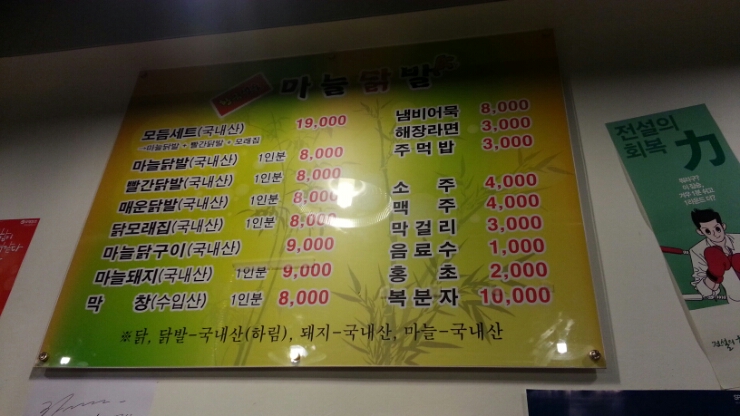 마늘닭발
모듬세트(국내산) 19,000
-마늘닭발 + 빨간닭발 + 모래집
마늘닭발(국내산) 1인분 8,000
빨간닭발(국내산) 1인분 8,000
매운닭발(국내산) 1인분 8,000
닭모래집(국내산) 1인분 8,000
마늘닭구이(국내산) 9,000
마늘돼지(국내산) 1인분 9,000
막 창(수입산) 1인분 8,000
냄비어묵 8,000
해장라면 3,000
주먹밥 3,000
소 주 4,000
맥 주 4,000
막걸리 3,000
음료수 1,000
홍 초 2,000
복분자 10,000
※닭, 닭발-국내산(하림), 돼지-국내산, 마늘-국내산
전설의
회복 力